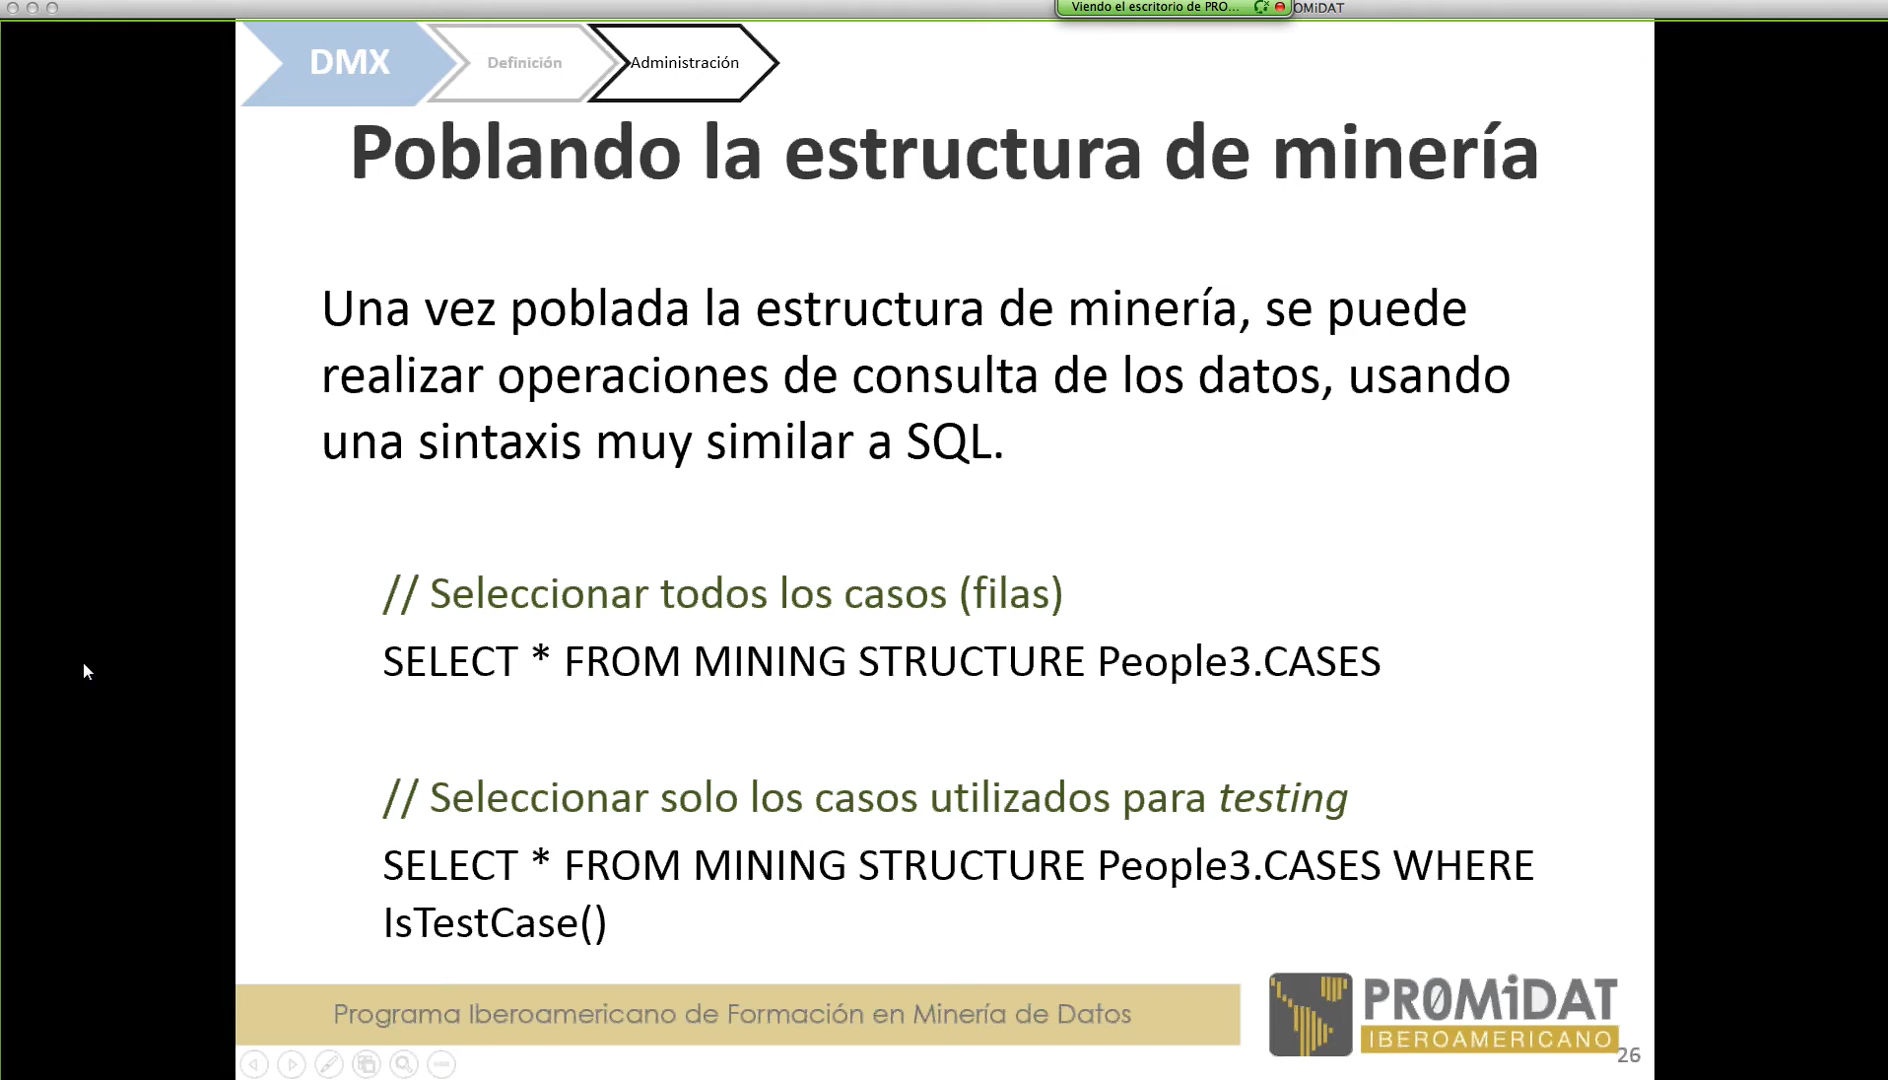 Viendo el escritorio de PRO...
OMiDAT
DMX
Definición
Administración
Poblando la estructura de minería
Una vez poblada la estructura de minería, se puede
realizar operaciones de consulta de los datos, usando
una sintaxis muy similar a SQL.
// Seleccionar todos los casos (filas)
SELECT * FROM MINING STRUCTURE People3.CASES
// Seleccionar solo los casos utilizados para testing
SELECT * FROM MINING STRUCTURE People3.CASES WHERE
IsTestCase()
Programa Iberoamericano de Formación en Minería de Datos
PR0MiDAT
IBEROAMERICANO
26